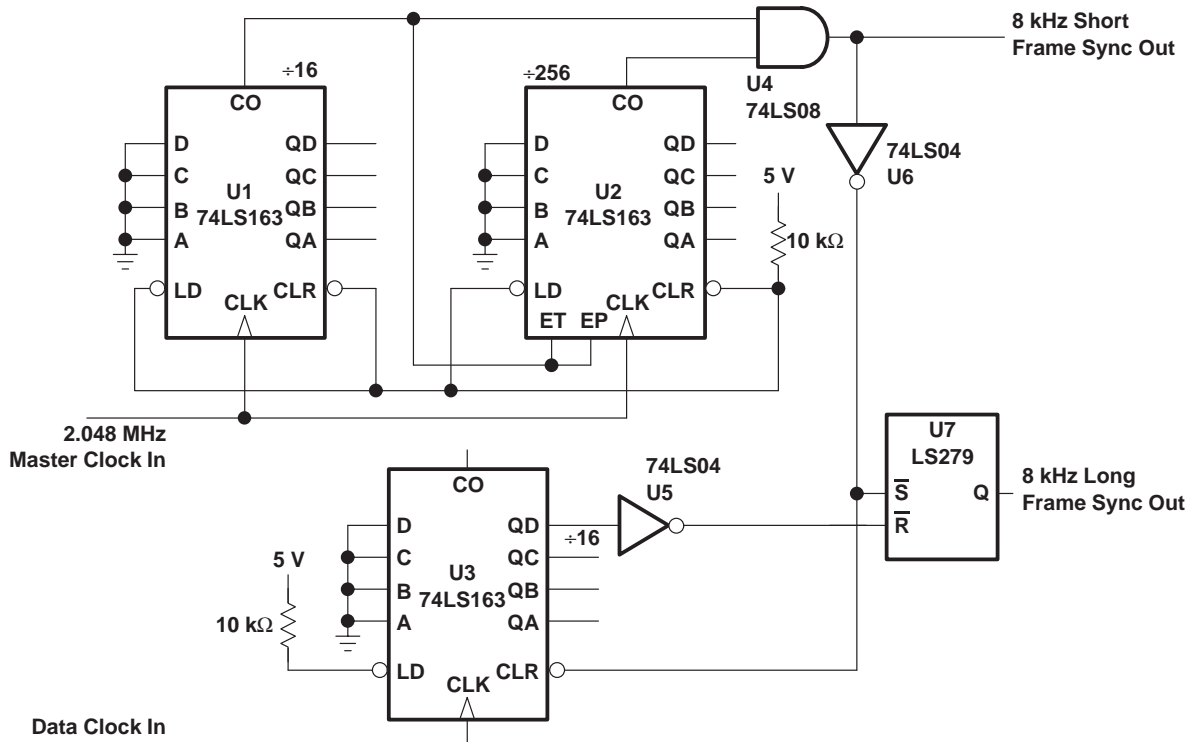 8 kHz Short
Frame Sync Out
÷16
÷256
U4
74LS08
CO
CO
D
QD
D
QD
74LS04
U6
C
QC
C
QC
5 V
U1
74LS163
U2
74LS163
B
QB
B
QB
A
QA
A
QA
10 kΩ
LD
CLR
CLK
LD
CLR
CLK
ET
EP
2.048 MHz
Master Clock In
U7
LS279
74LS04
U5
CO
S̅
Q
8 kHz Long
Frame Sync Out
R̅
D
QD
÷16
C
QC
5 V
U3
74LS163
B
QB
A
QA
10 kΩ
LD
CLR
CLK
Data Clock In